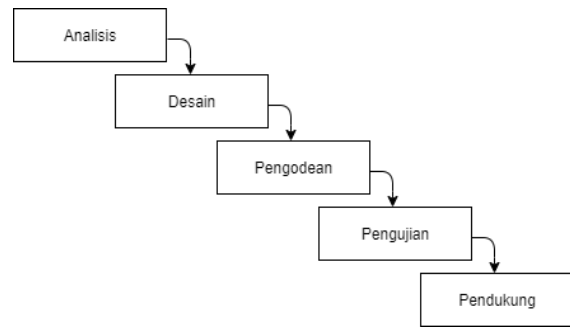 Analisis
Desain
Pengodean
Pengujian
Pendukung